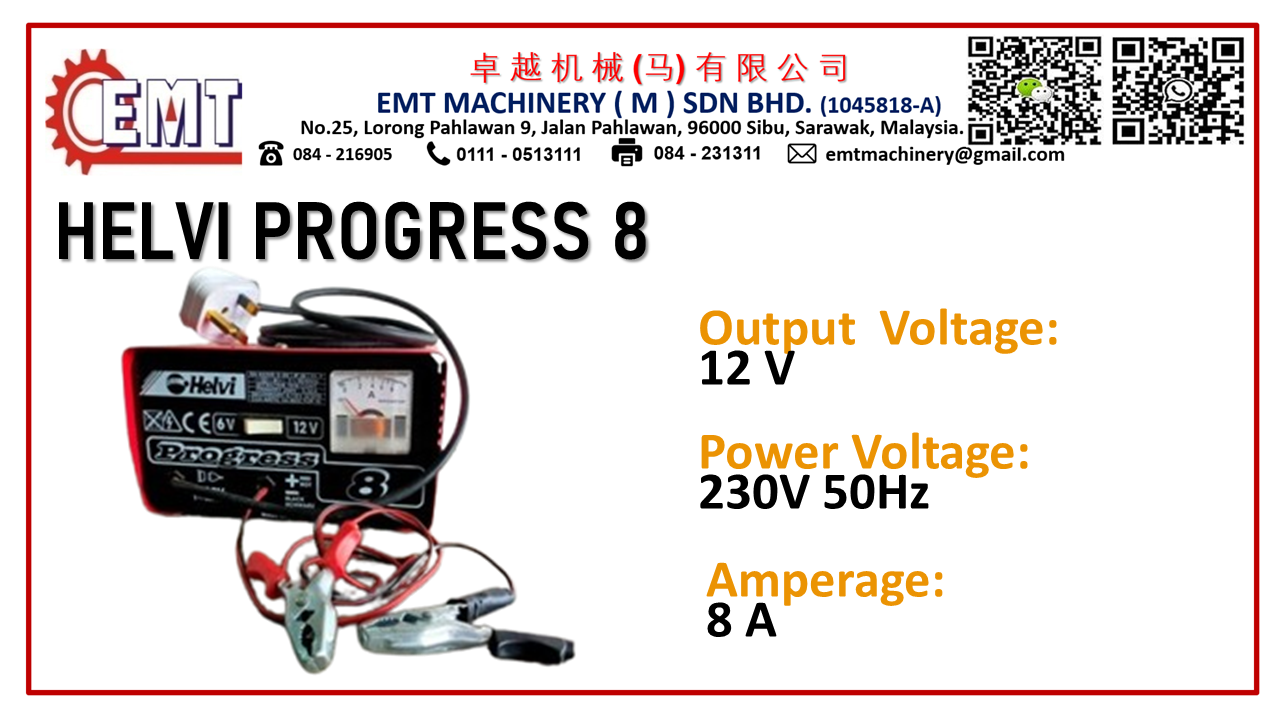 EMT
卓越机械(马)有限公司
EMT MACHINERY ( M ) SDN BHD. (1045818-A)
No.25, Lorong Pahlawan 9, Jalan Pahlawan, 96000 Sibu, Sarawak, Malaysia.
084 - 216905 0111 - 0513111 084 - 231311 emtmachinery@gmail.com
HELVI PROGRESS 8
Output Voltage:
12 V
Power Voltage:
230V 50Hz
Amperage:
8 A
Helvi
A
CE 6V 12V
Progress
+
8